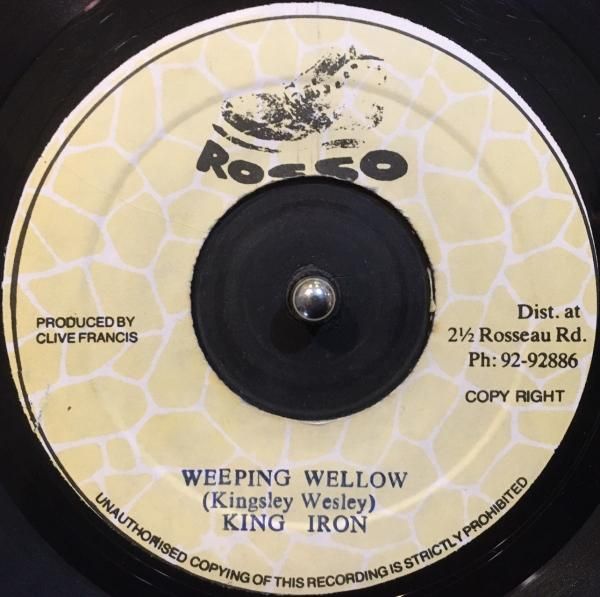 ROSSO
PRODUCED BY
CLIVE FRANCIS
Dist. at
2½ Rosseau Rd.
Ph: 92-92886
COPY RIGHT
WEEPING WELLOW
(Kingsley Wesley)
KING IRON
UNAUTHORISED COPYING OF THIS RECORDING IS STRICTLY PROHIBITED